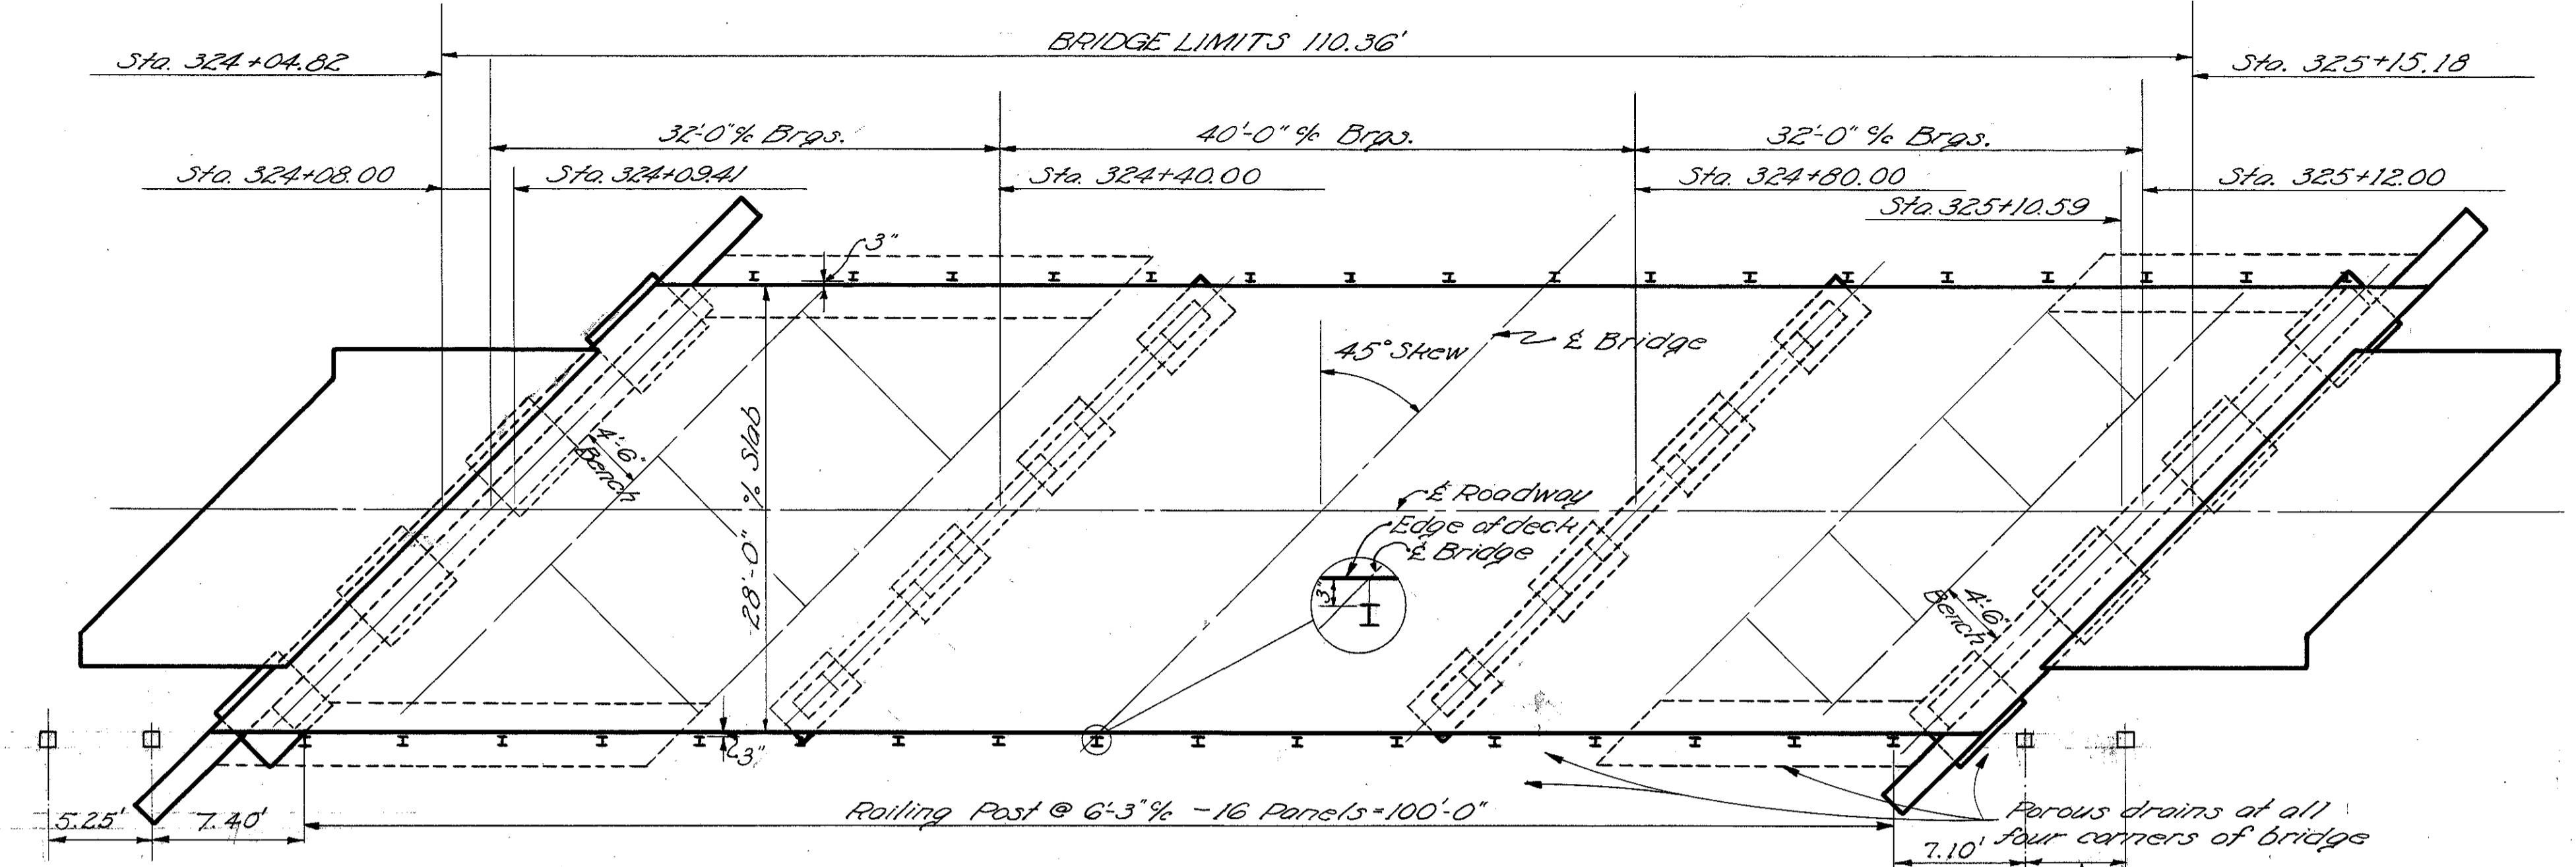 BRIDGE LIMITS 110.36'
Sta. 324+04.82
Sta. 325+15.18
32'-0" c/c Brgs.
40'-0" c/c Brgs.
32'-0" c/c Brgs.
Sta. 324+08.00
Sta. 324+09.41
Sta. 324+40.00
Sta. 324+80.00
Sta. 325+12.00
Sta. 325+10.59
3"
45° Skew
℄ Bridge
4'-6"
Bench
28'-0" % Slab
℄ Roadway
Edge of deck
℄ Bridge
3"
4'-6"
Bench
3"
5.25'
7.40'
Railing Post @ 6'-3" c/c - 16 Panels = 100'-0"
Porous drains at all
four corners of bridge
7.10'